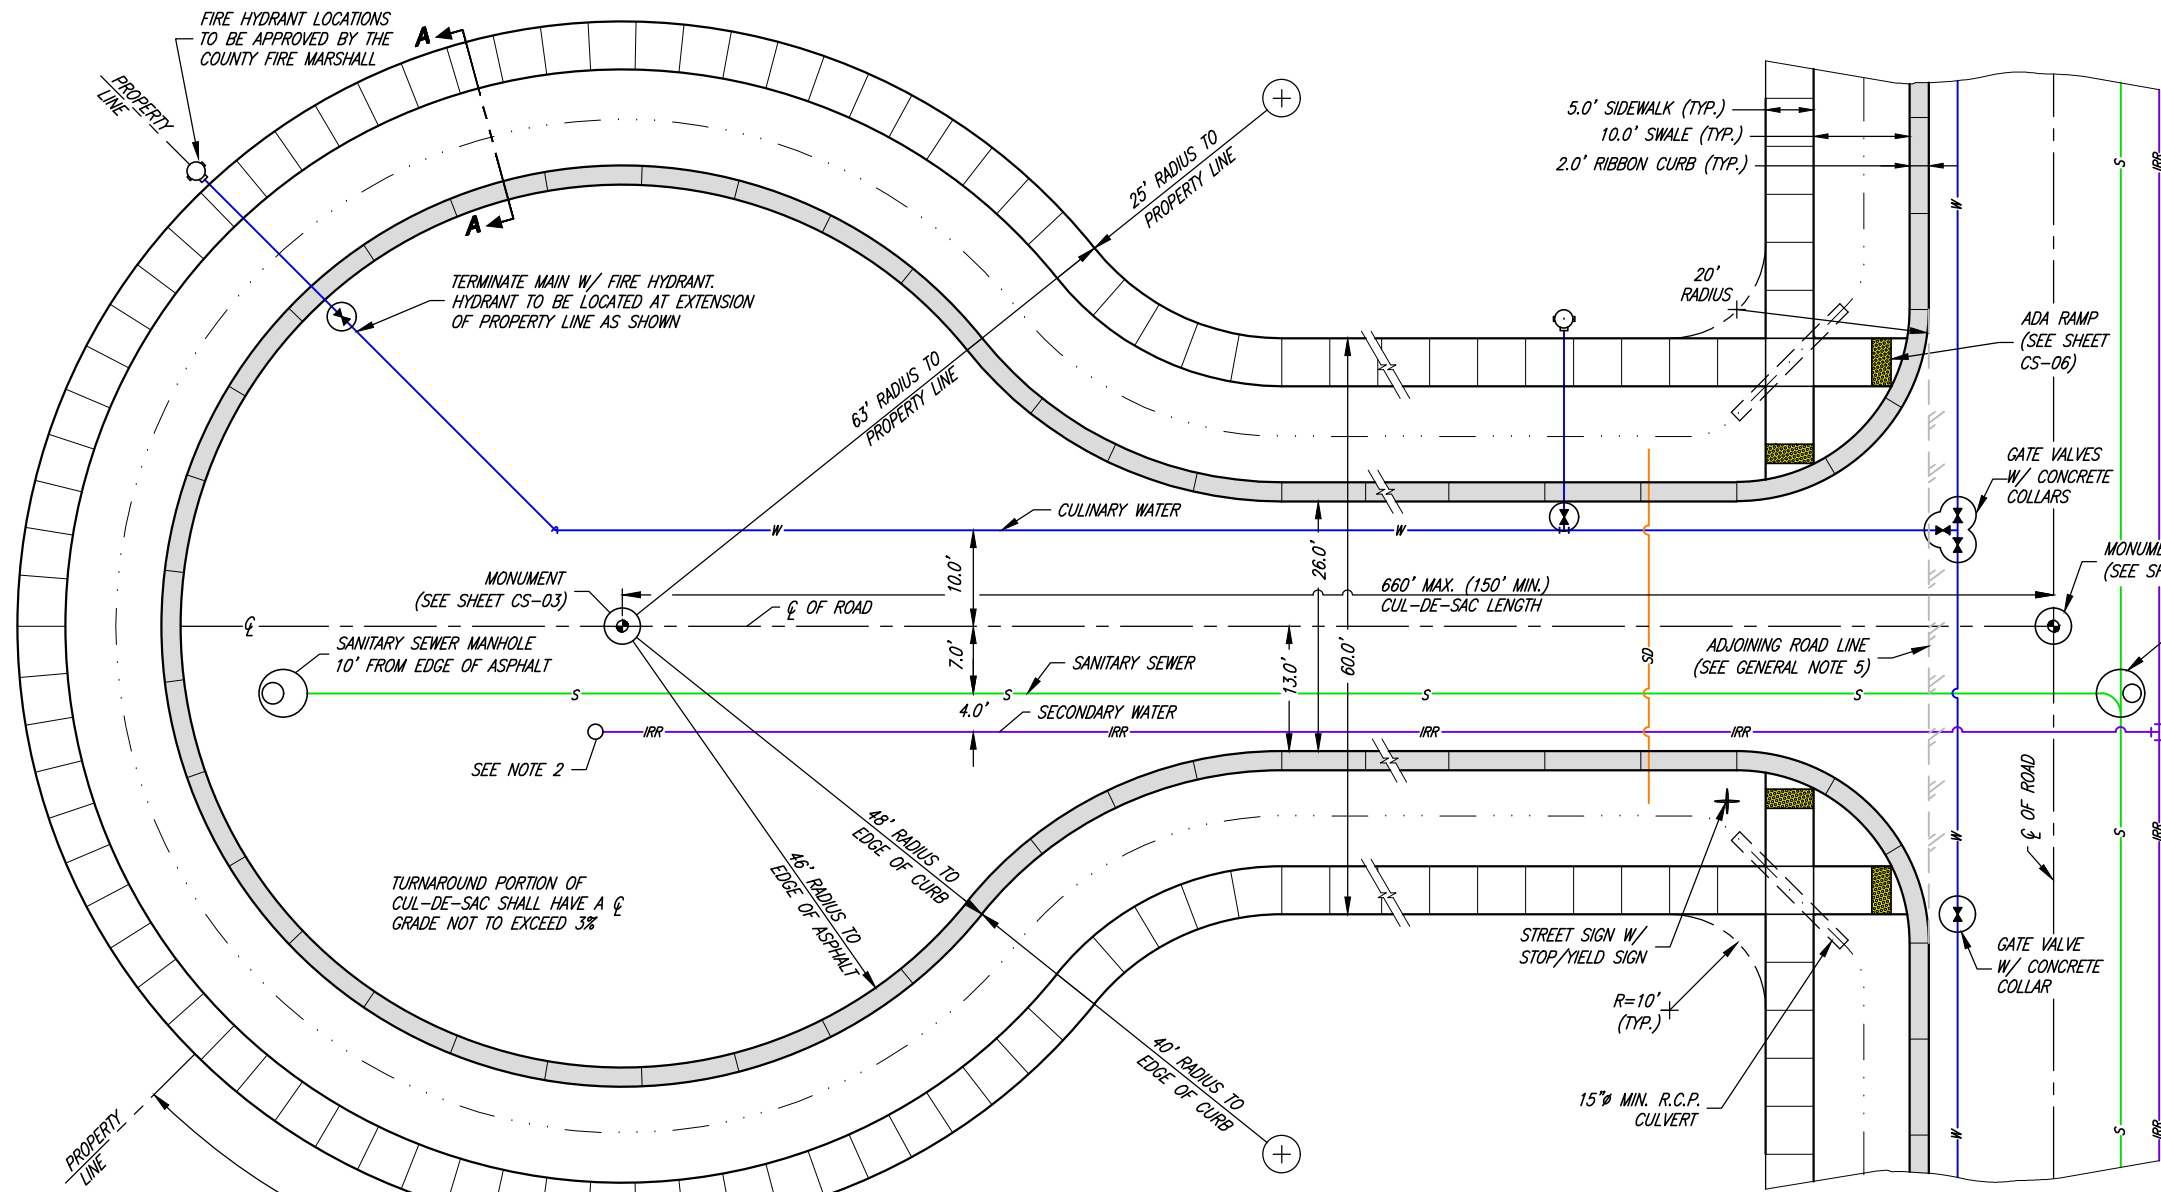 FIRE HYDRANT LOCATIONS
TO BE APPROVED BY THE
COUNTY FIRE MARSHALL
A
A
PROPERTY
LINE
TERMINATE MAIN W/ FIRE HYDRANT.
HYDRANT TO BE LOCATED AT EXTENSION
OF PROPERTY LINE AS SHOWN
25' RADIUS TO
PROPERTY LINE
63' RADIUS TO
PROPERTY LINE
5.0' SIDEWALK (TYP.)
10.0' SWALE (TYP.)
2.0' RIBBON CURB (TYP.)
20'
RADIUS
W
S
IRR
ADA RAMP
(SEE SHEET
CS-06)
GATE VALVES
W/ CONCRETE
COLLARS
CULINARY WATER
W
W
10.0'
26.0'
MONUMENT
(SEE SHEET CS-03)
℄ OF ROAD
660' MAX. (150' MIN.)
CUL-DE-SAC LENGTH
℄
SANITARY SEWER MANHOLE
10' FROM EDGE OF ASPHALT
7.0'
SANITARY SEWER
13.0'
60.0'
SD
ADJOINING ROAD LINE
(SEE GENERAL NOTE 5)
S
S
S
S
4.0'
SECONDARY WATER
IRR
IRR
IRR
IRR
SEE NOTE 2
48' RADIUS TO
EDGE OF CURB
46' RADIUS TO
EDGE OF ASPHALT
TURNAROUND PORTION OF
CUL-DE-SAC SHALL HAVE A ℄
GRADE NOT TO EXCEED 3%
℄ OF ROAD
W
S
IRR
STREET SIGN W/
STOP/YIELD SIGN
GATE VALVE
W/ CONCRETE
COLLAR
R=10'
(TYP.)
40' RADIUS TO
EDGE OF CURB
15"ø MIN. R.C.P.
CULVERT
PROPERTY
LINE
W
S
IRR